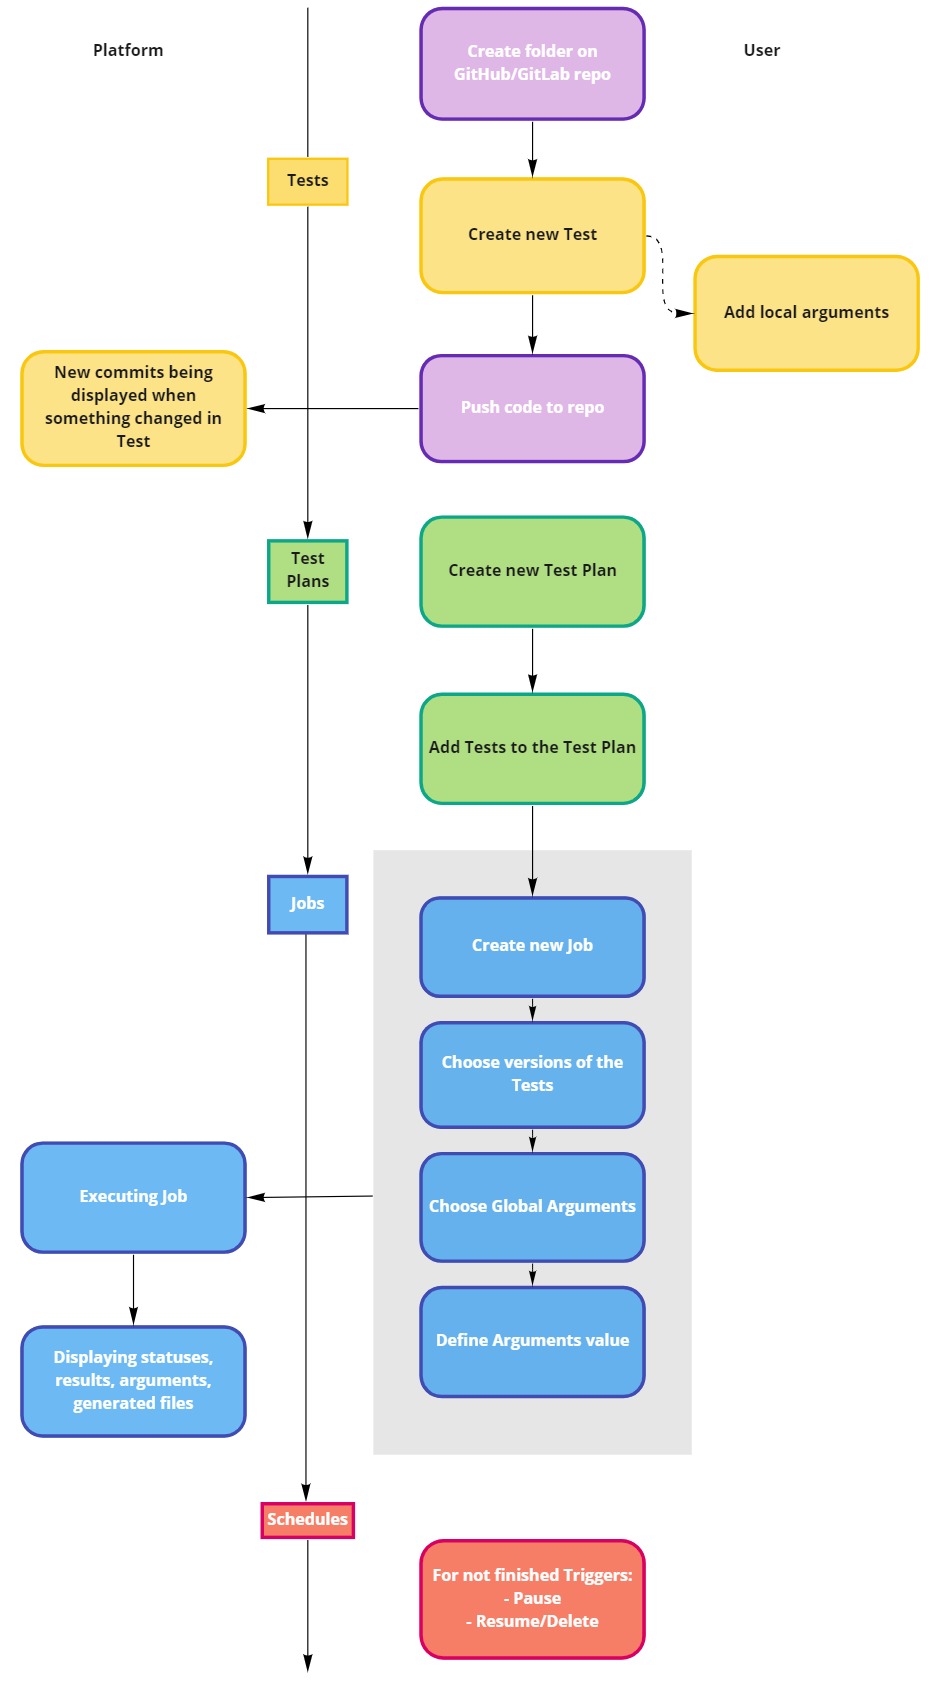 Platform
User
Create folder on
GitHub/GitLab repo
Tests
Create new Test
Add local arguments
New commits being
displayed when
something changed in
Test
Push code to repo
Test
Plans
Create new Test Plan
Add Tests to the Test Plan
Jobs
Create new Job
Choose versions of the
Tests
Executing Job
Choose Global Arguments
Define Arguments value
Displaying statuses,
results, arguments,
generated files
Schedules
For not finished Triggers:
- Pause
- Resume/Delete